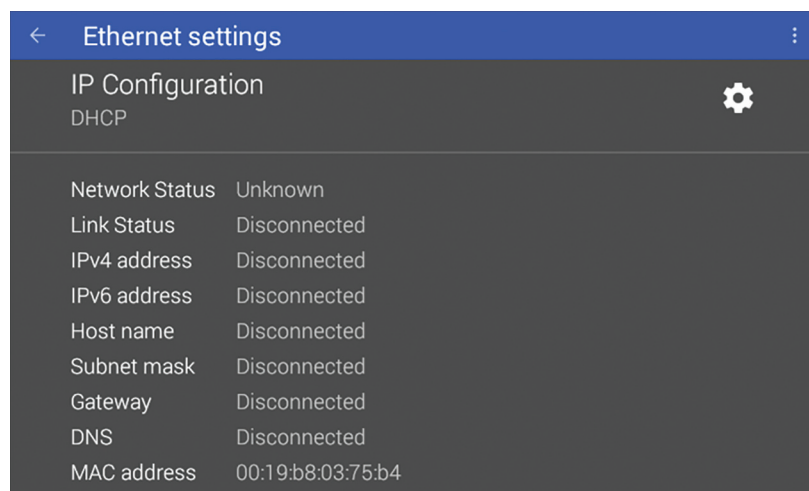 Ethernet settings
IP Configuration
DHCP
Network Status Unknown
Link Status Disconnected
IPv4 address Disconnected
IPv6 address Disconnected
Host name Disconnected
Subnet mask Disconnected
Gateway Disconnected
DNS Disconnected
MAC address 00:19:b8:03:75:b4